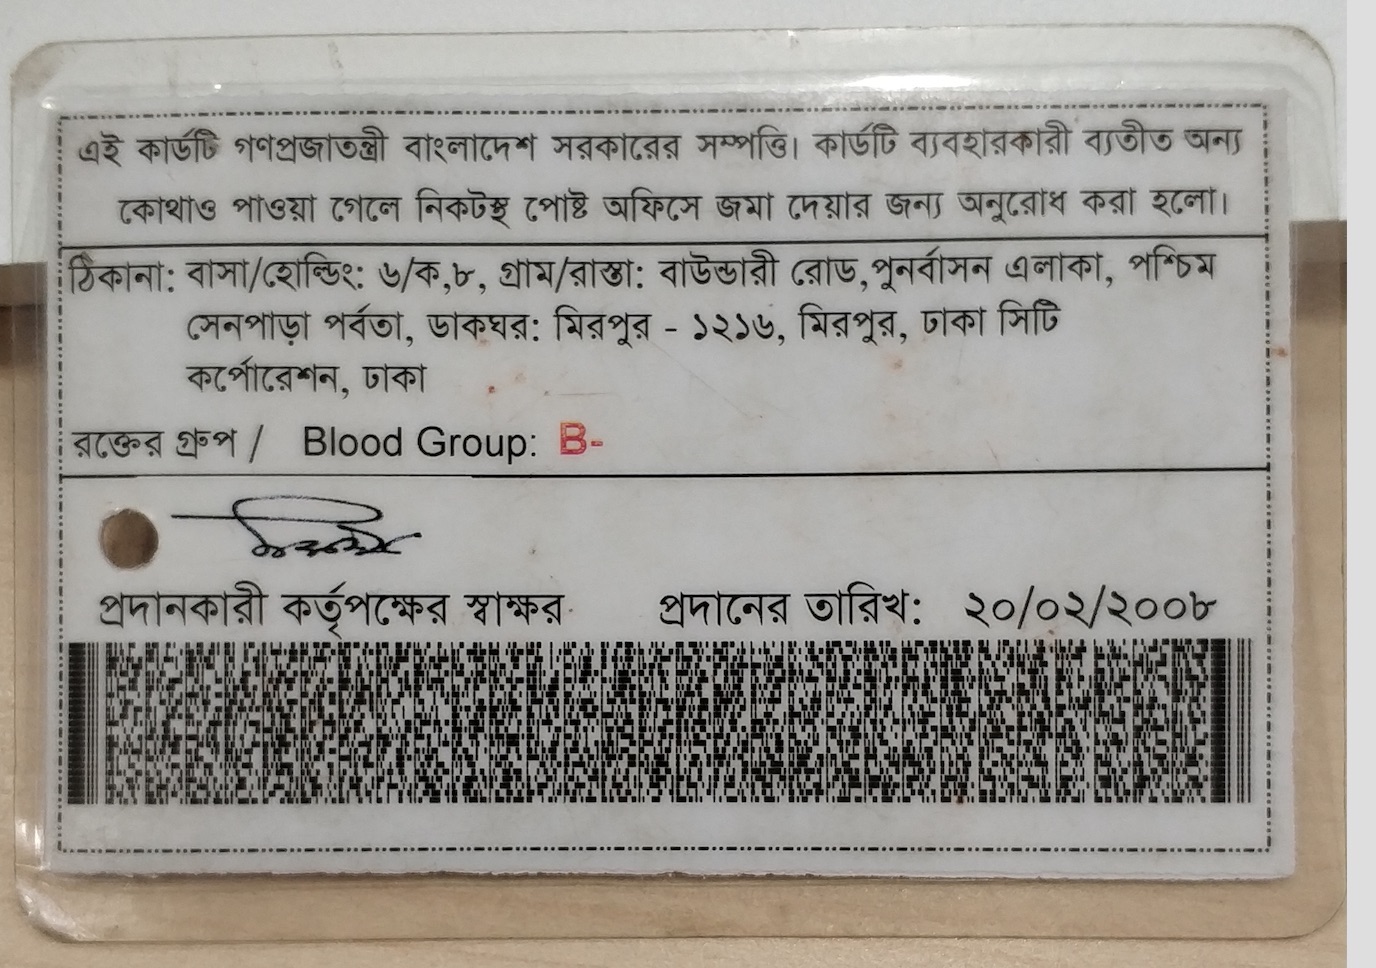 এই কার্ডটি গণপ্রজাতন্ত্রী বাংলাদেশ সরকারের সম্পত্তি। কার্ডটি ব্যবহারকারী ব্যতীত অন্য
কোথাও পাওয়া গেলে নিকটস্থ পোষ্ট অফিসে জমা দেয়ার জন্য অনুরোধ করা হলো।
ঠিকানা: বাসা/হোল্ডিং: ৬/ক,৮, গ্রাম/রাস্তা: বাউন্ডারী রোড,পুনর্বাসন এলাকা, পশ্চিম
সেনপাড়া পর্বতা, ডাকঘর: মিরপুর - ১২১৬, মিরপুর, ঢাকা সিটি
কর্পোরেশন, ঢাকা
রক্তের গ্রুপ / Blood Group: B-
প্রদানকারী কর্তৃপক্ষের স্বাক্ষর প্রদানের তারিখ: ২০/০২/২০০৮